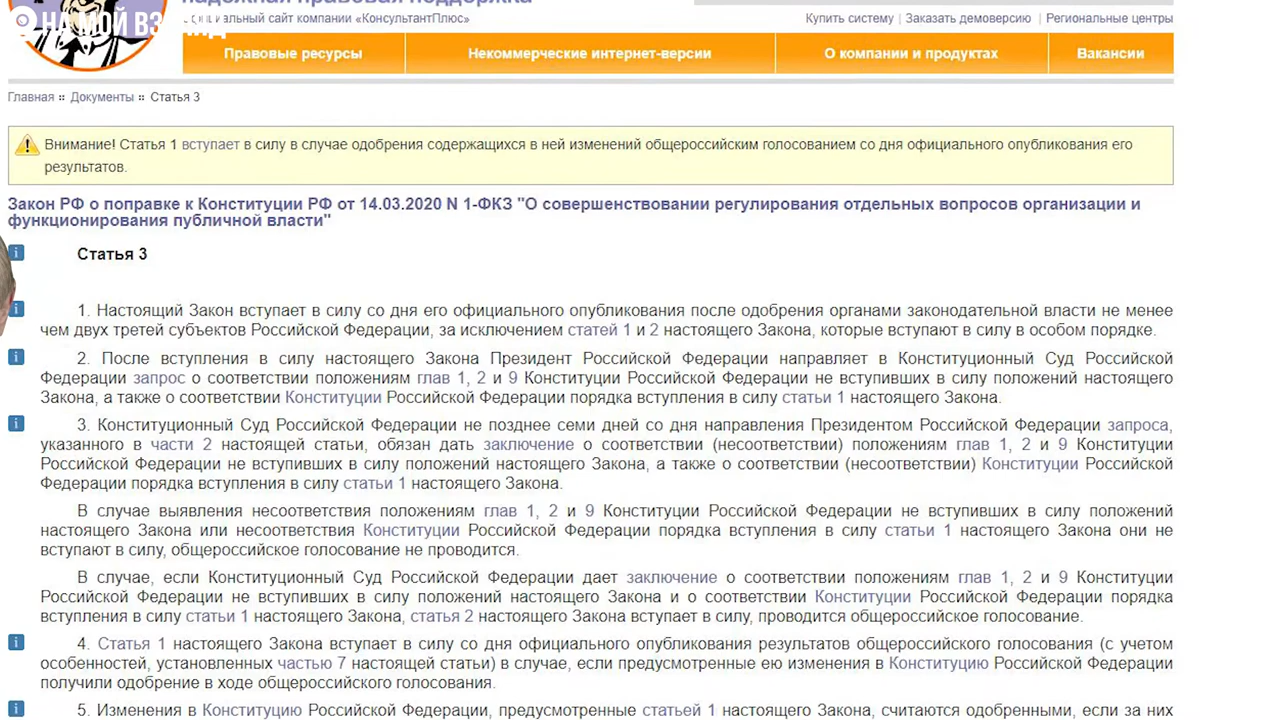 надежная правовая поддержка
НА МОЙ ВЗГЛЯД
официальный сайт компании «КонсультантПлюс»
Купить систему | Заказать демоверсию | Региональные центры
Правовые ресурсы
Некоммерческие интернет-версии
О компании и продуктах
Вакансии
Главная :: Документы :: Статья 3
Внимание! Статья 1 вступает в силу в случае одобрения содержащихся в ней изменений общероссийским голосованием со дня официального опубликования его
результатов.
Закон РФ о поправке к Конституции РФ от 14.03.2020 N 1-ФКЗ "О совершенствовании регулирования отдельных вопросов организации и
функционирования публичной власти"
Статья 3
1. Настоящий Закон вступает в силу со дня его официального опубликования после одобрения органами законодательной власти не менее
чем двух третей субъектов Российской Федерации, за исключением статей 1 и 2 настоящего Закона, которые вступают в силу в особом порядке.
2. После вступления в силу настоящего Закона Президент Российской Федерации направляет в Конституционный Суд Российской
Федерации запрос о соответствии положениям глав 1, 2 и 9 Конституции Российской Федерации не вступивших в силу положений настоящего
Закона, а также о соответствии Конституции Российской Федерации порядка вступления в силу статьи 1 настоящего Закона.
3. Конституционный Суд Российской Федерации не позднее семи дней со дня направления Президентом Российской Федерации запроса,
указанного в части 2 настоящей статьи, обязан дать заключение о соответствии (несоответствии) положениям глав 1, 2 и 9 Конституции
Российской Федерации не вступивших в силу положений настоящего Закона, а также о соответствии (несоответствии) Конституции Российской
Федерации порядка вступления в силу статьи 1 настоящего Закона.
В случае выявления несоответствия положениям глав 1, 2 и 9 Конституции Российской Федерации не вступивших в силу положений
настоящего Закона или несоответствия Конституции Российской Федерации порядка вступления в силу статьи 1 настоящего Закона они не
вступают в силу, общероссийское голосование не проводится.
В случае, если Конституционный Суд Российской Федерации дает заключение о соответствии положениям глав 1, 2 и 9 Конституции
Российской Федерации не вступивших в силу положений настоящего Закона и о соответствии Конституции Российской Федерации порядка
вступления в силу статьи 1 настоящего Закона, статья 2 настоящего Закона вступает в силу, проводится общероссийское голосование.
4. Статья 1 настоящего Закона вступает в силу со дня официального опубликования результатов общероссийского голосования (с учетом
особенностей, установленных частью 7 настоящей статьи) в случае, если предусмотренные ею изменения в Конституцию Российской Федерации
получили одобрение в ходе общероссийского голосования.
5. Изменения в Конституцию Российской Федерации, предусмотренные статьей 1 настоящего Закона, считаются одобренными, если за них